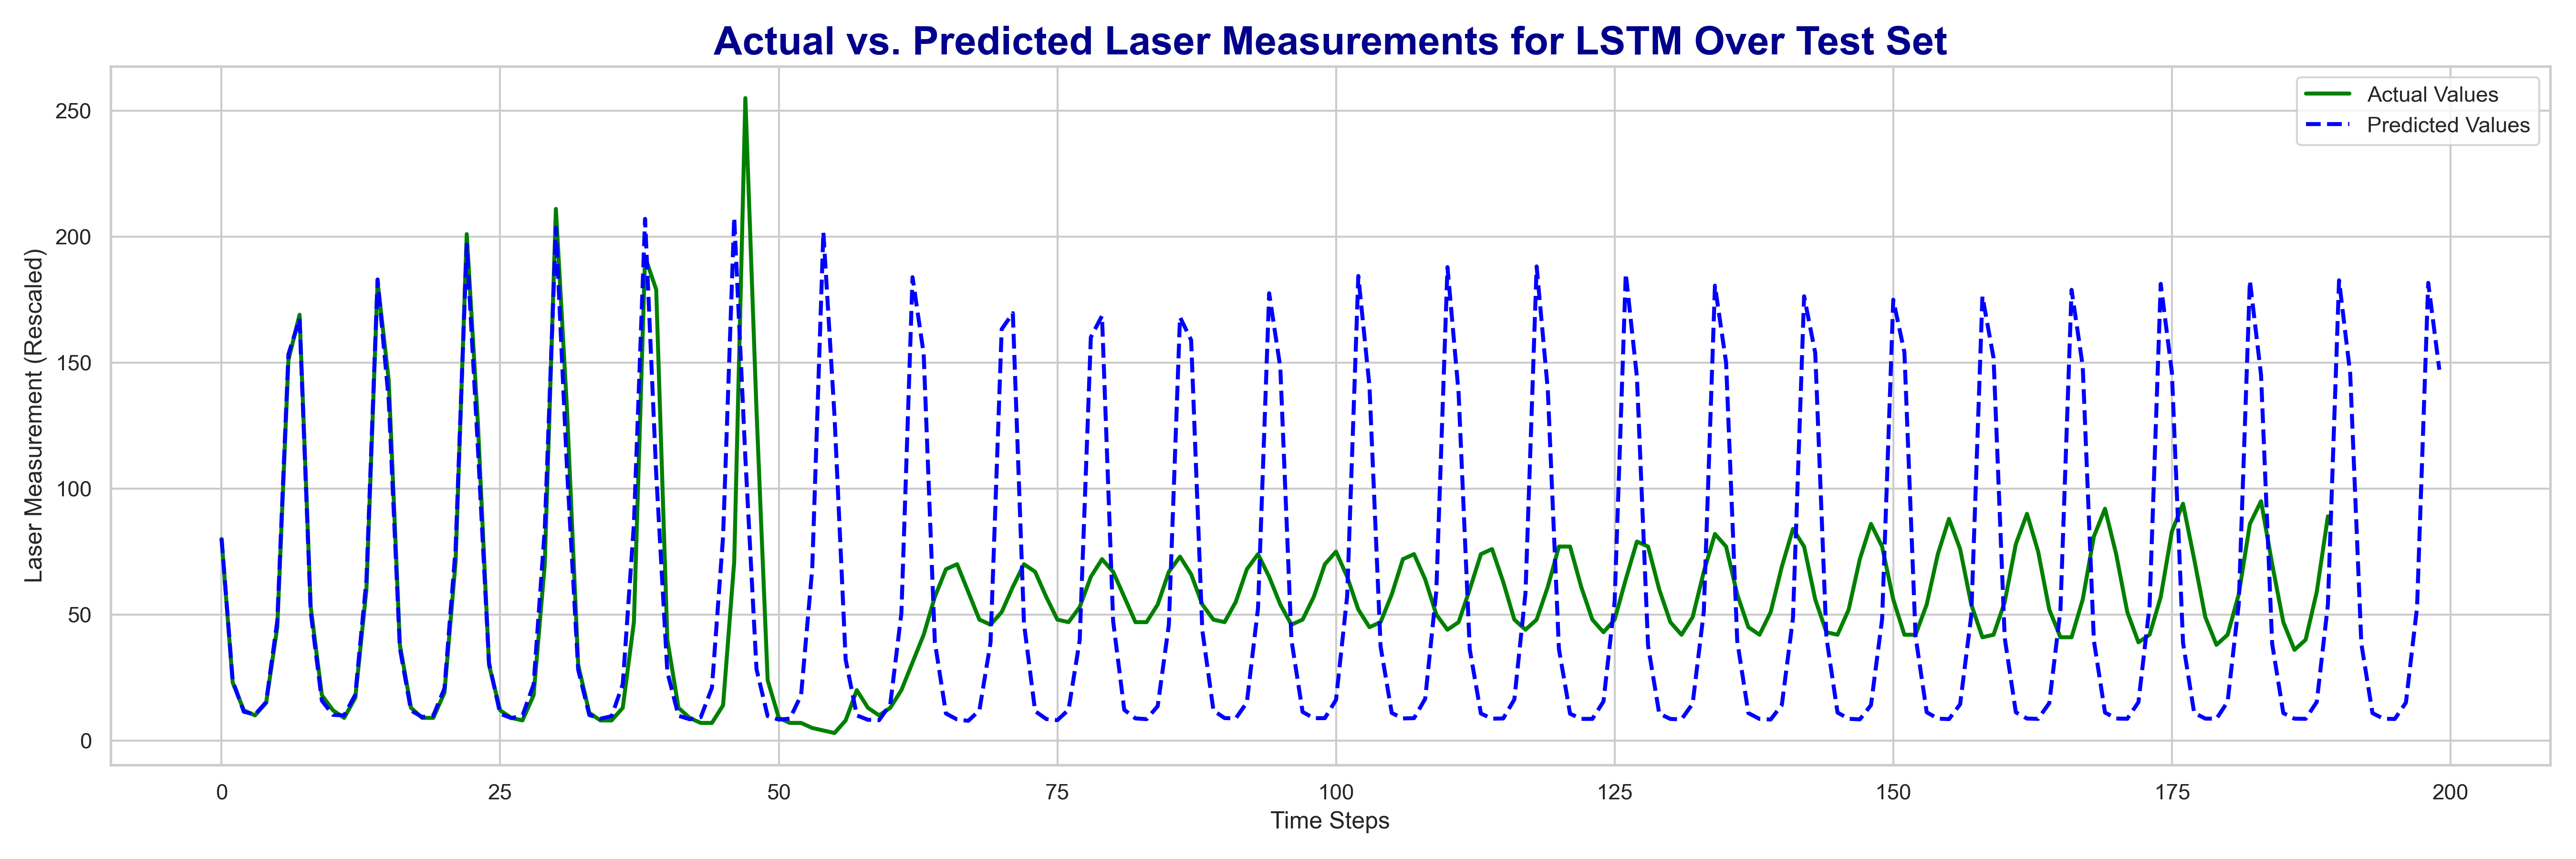 Actual vs. Predicted Laser Measurements for LSTM Over Test Set
Actual Values
Predicted Values
Laser Measurement (Rescaled)
250
200
150
100
50
0
0 25 50 75 100 125 150 175 200
Time Steps